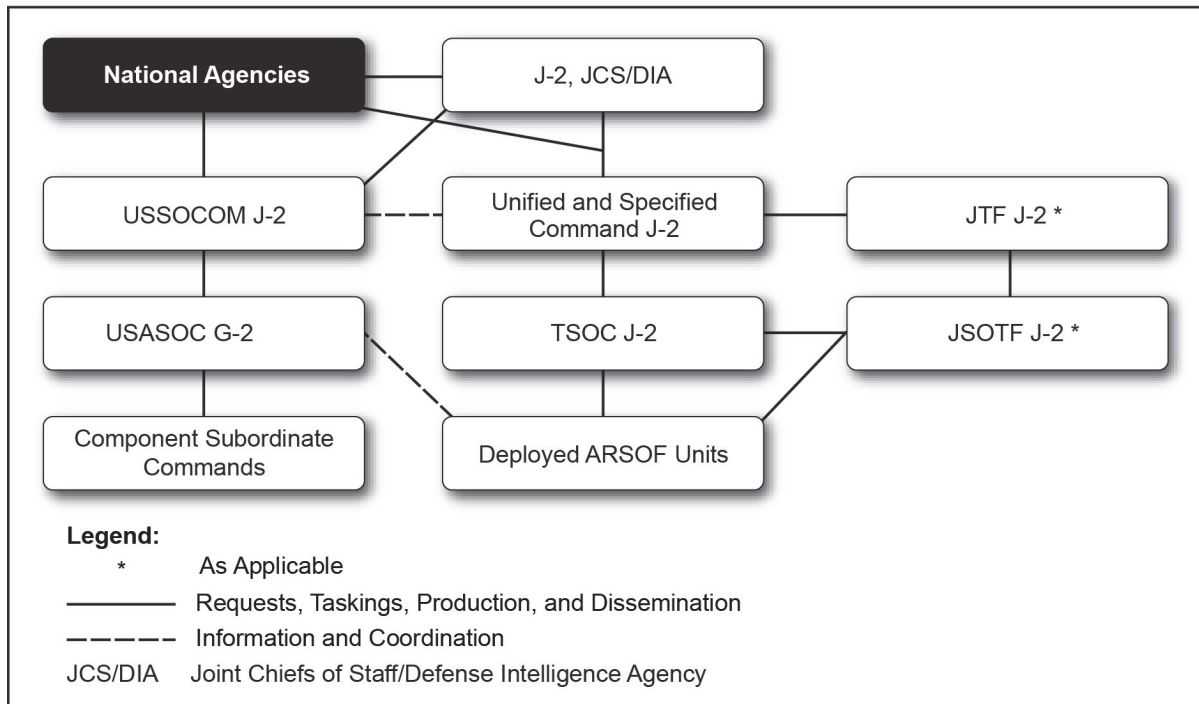 National Agencies
J-2, JCS/DIA
USSOCOM J-2
Unified and Specified
Command J-2
JTF J-2 *
USASOC G-2
TSOC J-2
JSOTF J-2 *
Component Subordinate
Commands
Deployed ARSOF Units
Legend:
* As Applicable
Requests, Taskings, Production, and Dissemination
Information and Coordination
JCS/DIA Joint Chiefs of Staff/Defense Intelligence Agency